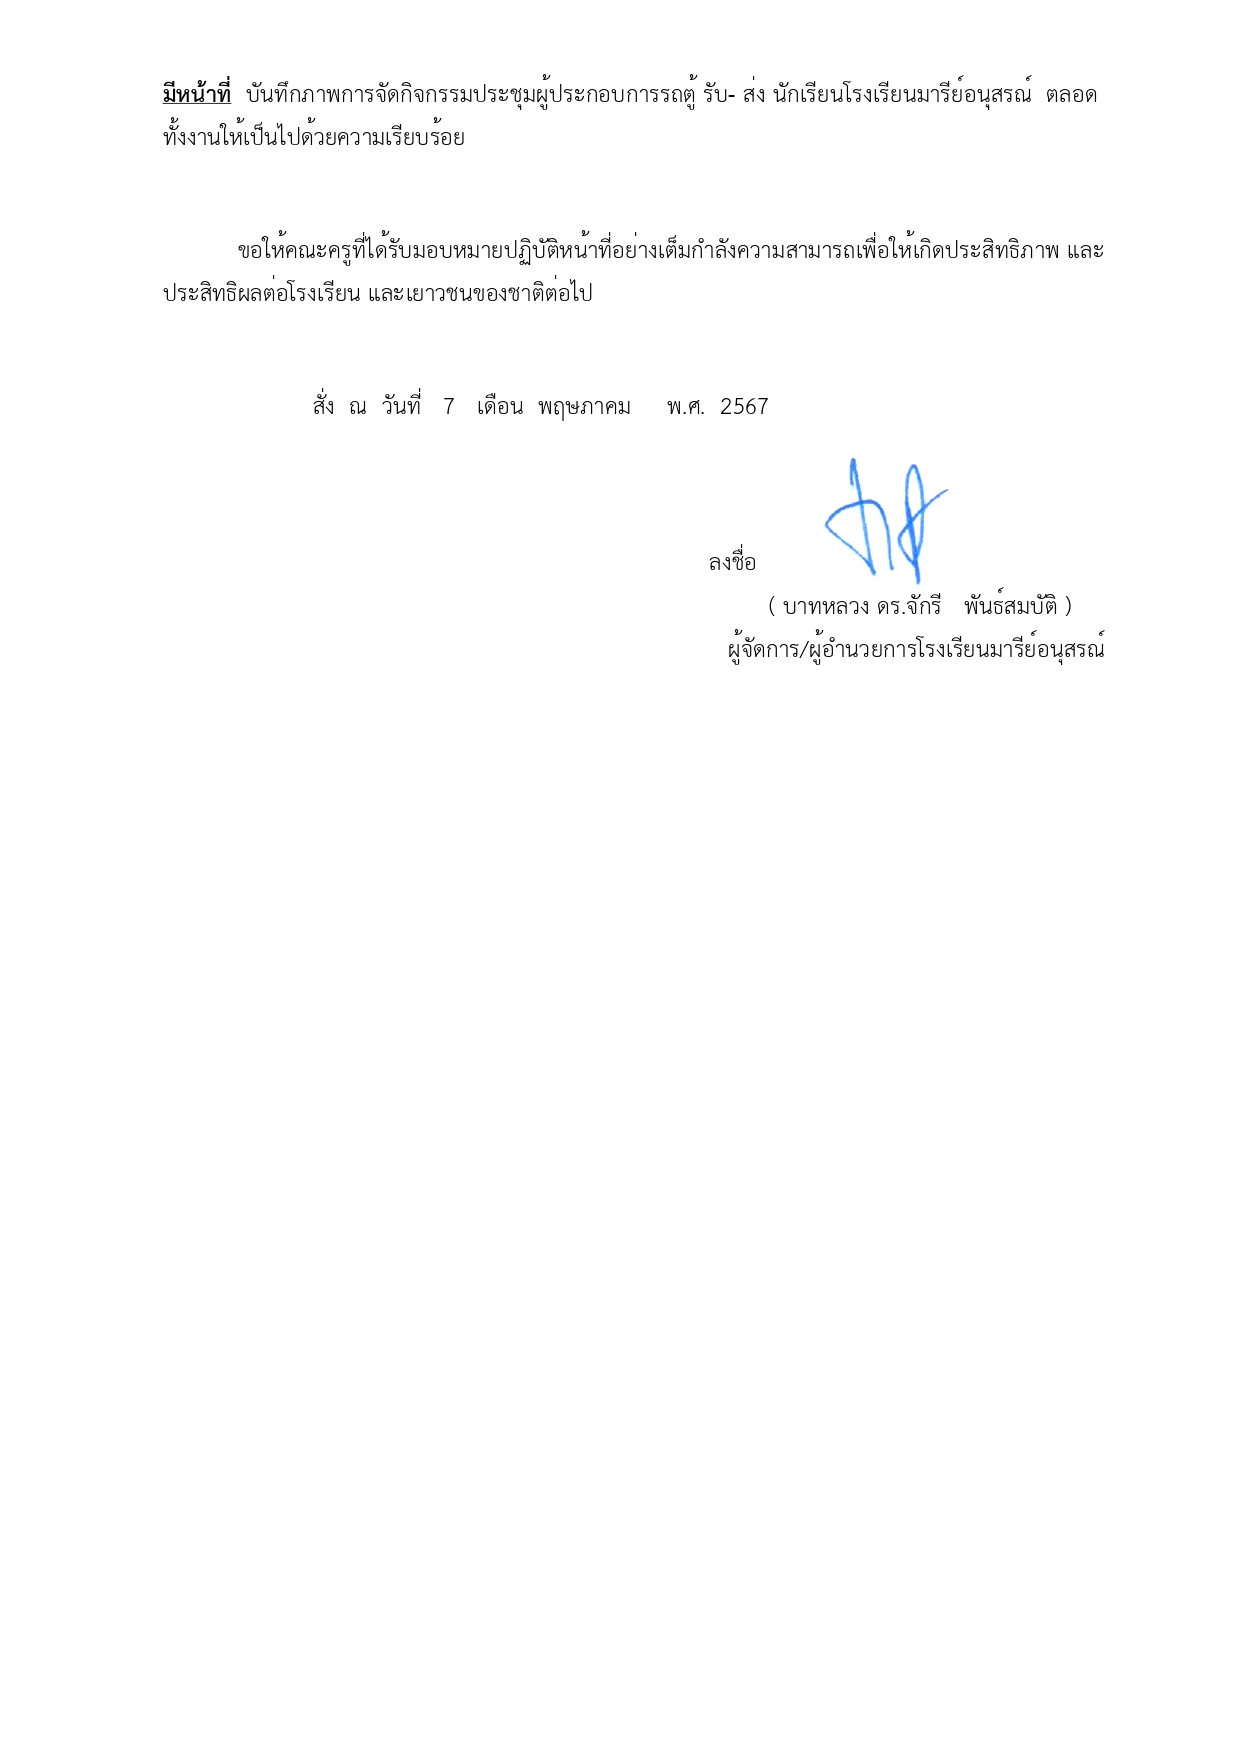 มีหน้าที่ บันทึกภาพการจัดกิจกรรมประชุมผู้ประกอบการรถตู้ รับ- ส่ง นักเรียนโรงเรียนมารีย์อนุสรณ์ ตลอด
ทั้งงานให้เป็นไปด้วยความเรียบร้อย
ขอให้คณะครูที่ได้รับมอบหมายปฏิบัติหน้าที่อย่างเต็มกำลังความสามารถเพื่อให้เกิดประสิทธิภาพ และ
ประสิทธิผลต่อโรงเรียน และเยาวชนของชาติต่อไป
สั่ง ณ วันที่ 7 เดือน พฤษภาคม พ.ศ. 2567
ลงชื่อ
( บาทหลวง ดร.จักรี พันธ์สมบัติ )
ผู้จัดการ/ผู้อำนวยการโรงเรียนมารีย์อนุสรณ์